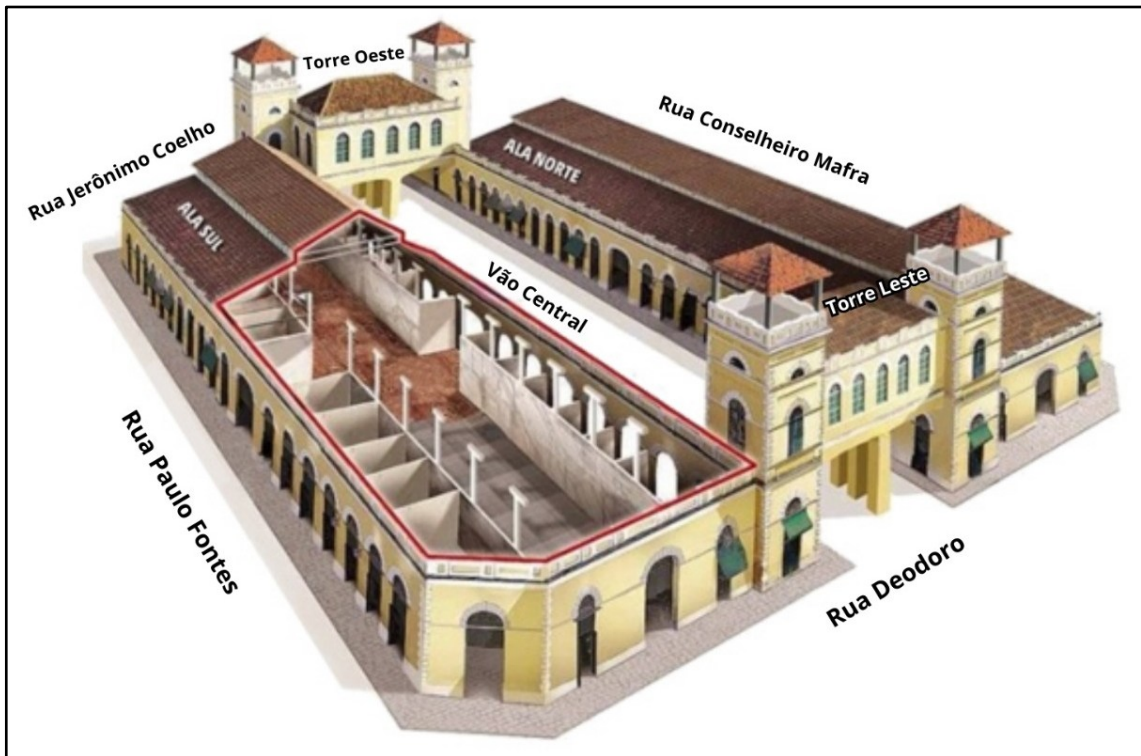 Torre Oeste
Rua Conselheiro Mafra
Rua Jerônimo Coelho
ALA NORTE
ALA SUL
Vão Central
Torre Leste
Rua Paulo Fontes
Rua Deodoro